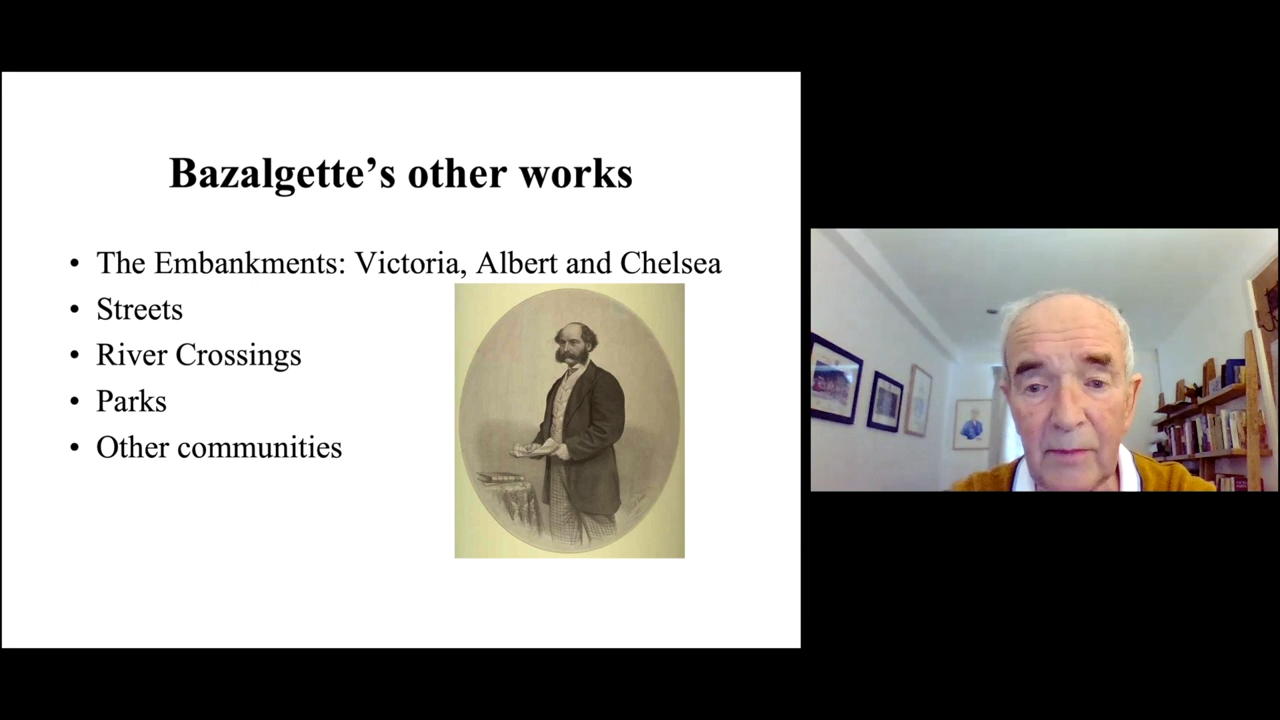 Bazalgette’s other works
• The Embankments: Victoria, Albert and Chelsea
• Streets
• River Crossings
• Parks
• Other communities